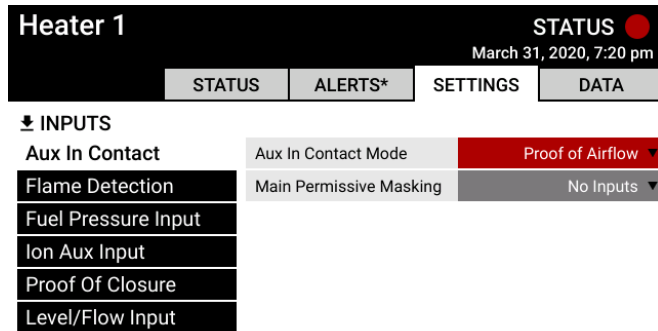 Heater 1
STATUS
March 31, 2020, 7:20 pm
STATUS ALERTS* SETTINGS DATA
INPUTS
Aux In Contact
Aux In Contact Mode Proof of Airflow
Flame Detection
Main Permissive Masking No Inputs
Fuel Pressure Input
Ion Aux Input
Proof Of Closure
Level/Flow Input